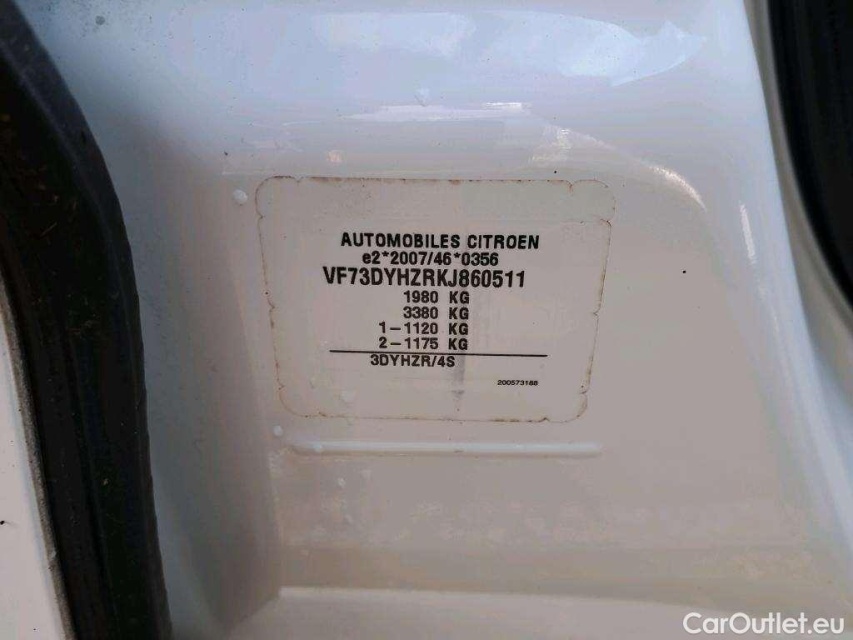 AUTOMOBILES CITROEN
e2*2007/46*0356
VF73DYHZRKJ860511
1980 KG
3380 KG
1-1120 KG
2-1175 KG
3DYHZR/4S
200573188
CarOutlet.eu